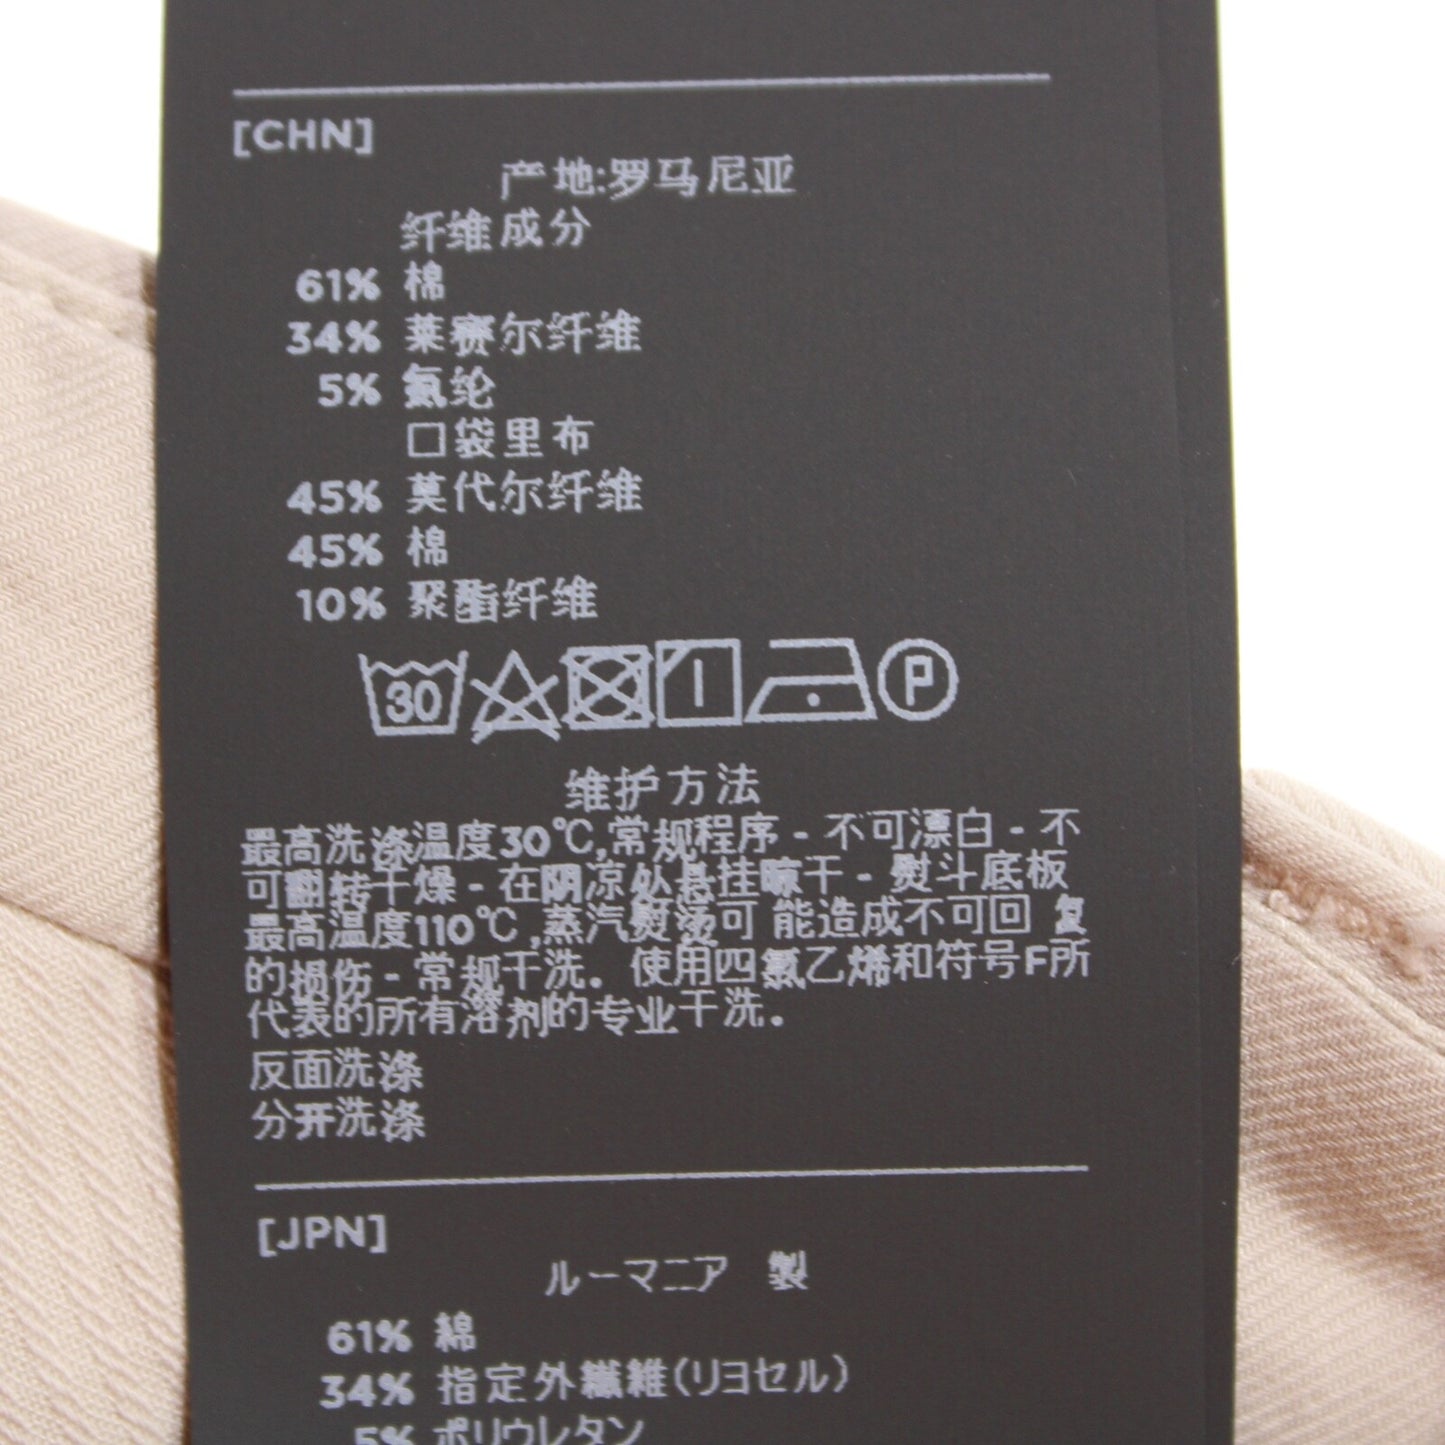 [CHN]
产地:罗马尼亚
纤维成分
61% 棉
34% 莱赛尔纤维
5% 氨纶
口袋里布
45% 莫代尔纤维
45% 棉
10% 聚酯纤维
30 P
维护方法
最高洗涤温度30℃,常规程序 - 不可漂白 - 不
可翻转干燥 - 在阴凉处悬挂晾干 - 熨斗底板
最高温度110℃,蒸汽熨烫可能造成不可回复
的损伤 - 常规干洗。使用四氯乙烯和符号F所
代表的所有溶剂的专业干洗。
反面洗涤
分开洗涤
[JPN]
ルーマニア 製
61% 綿
34% 指定外繊維(リヨセル)
5% ポリウレタン